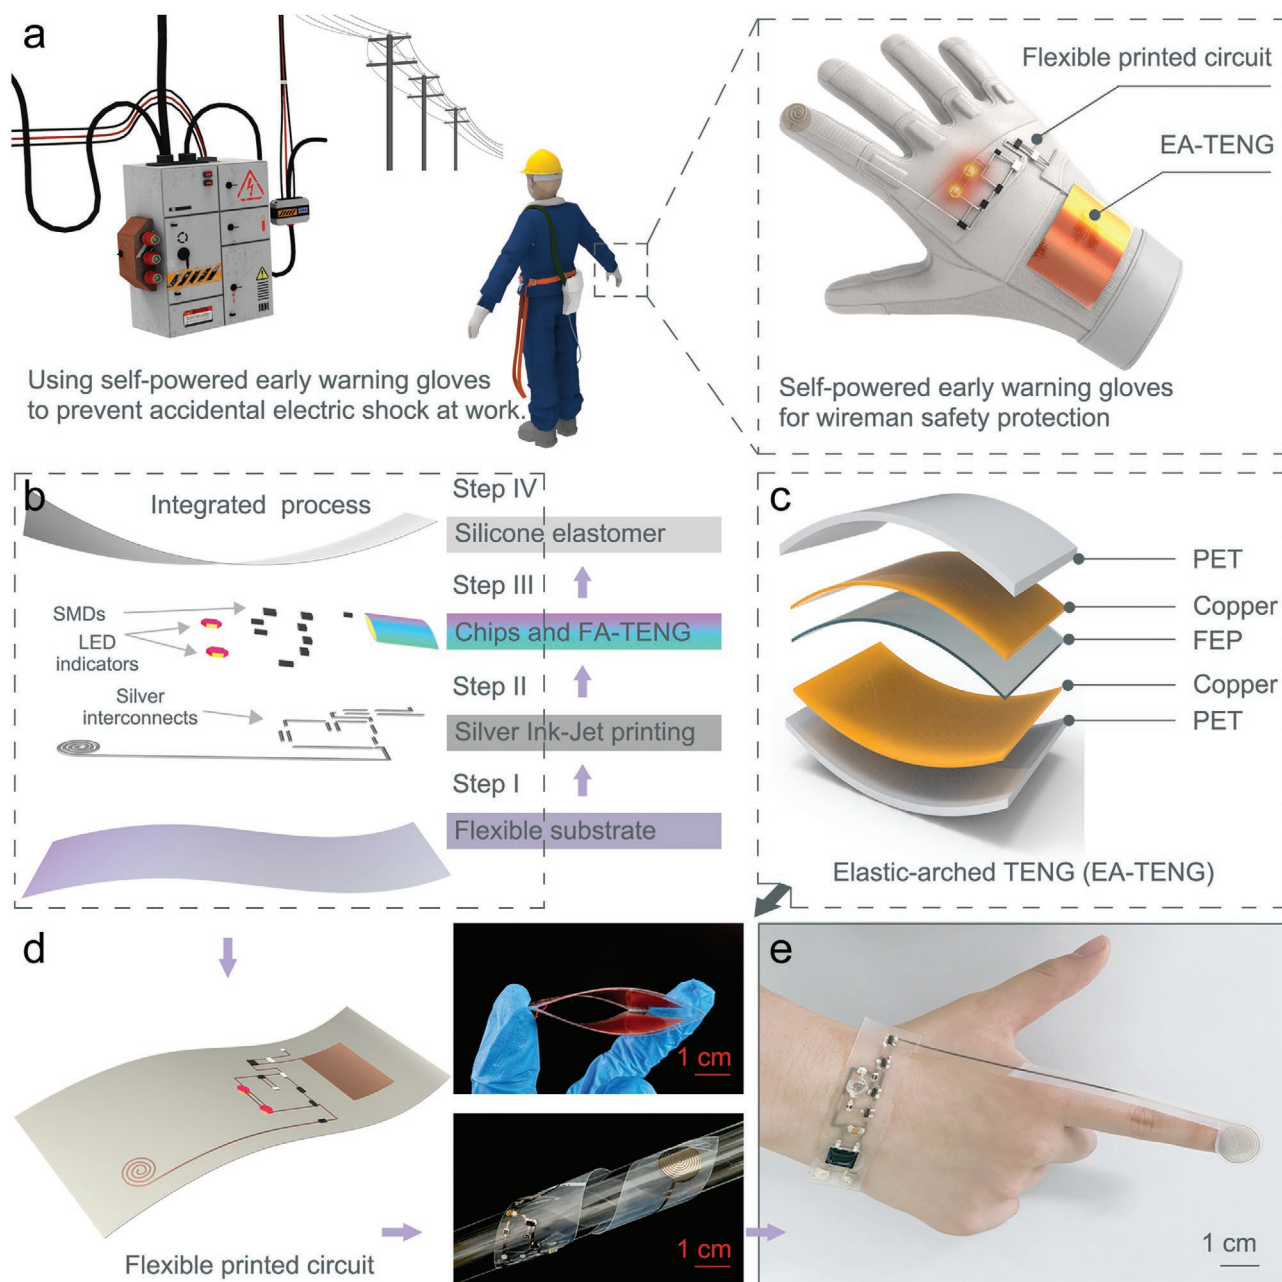 a
Flexible printed circuit
EA-TENG
Using self-powered early warning gloves
to prevent accidental electric shock at work.
Self-powered early warning gloves
for wireman safety protection
b
Integrated process
Step IV
Silicone elastomer
Step III
SMDs
LED
indicators
Chips and FA-TENG
Step II
Silver
interconnects
Silver Ink-Jet printing
Step I
Flexible substrate
c
PET
Copper
FEP
Copper
PET
Elastic-arched TENG (EA-TENG)
d
1 cm
1 cm
Flexible printed circuit
e
1 cm